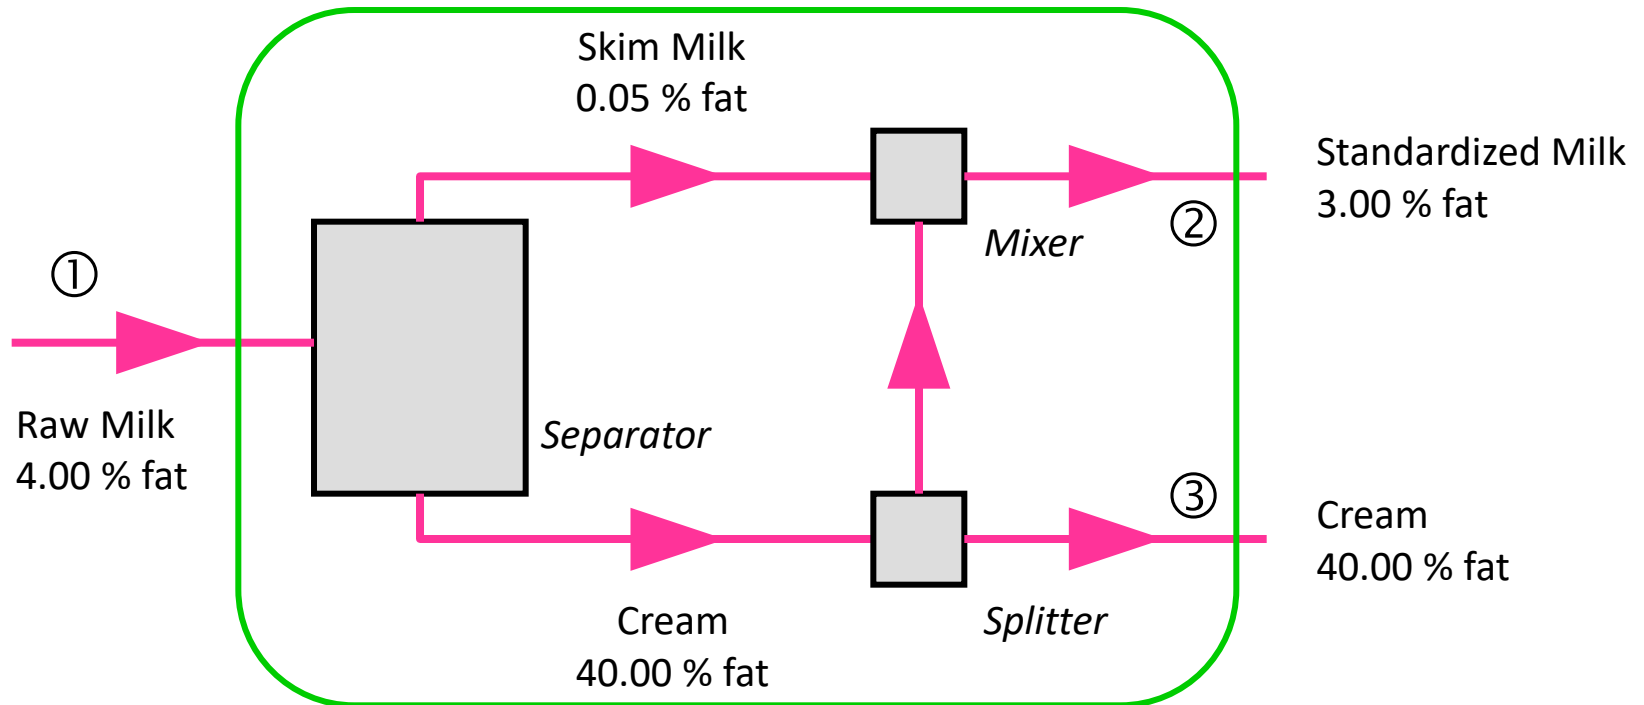 Skim Milk
0.05 % fat
Standardized Milk
3.00 % fat
②
Mixer
①
Raw Milk
4.00 % fat
Separator
③
Cream
40.00 % fat
Cream
40.00 % fat
Splitter